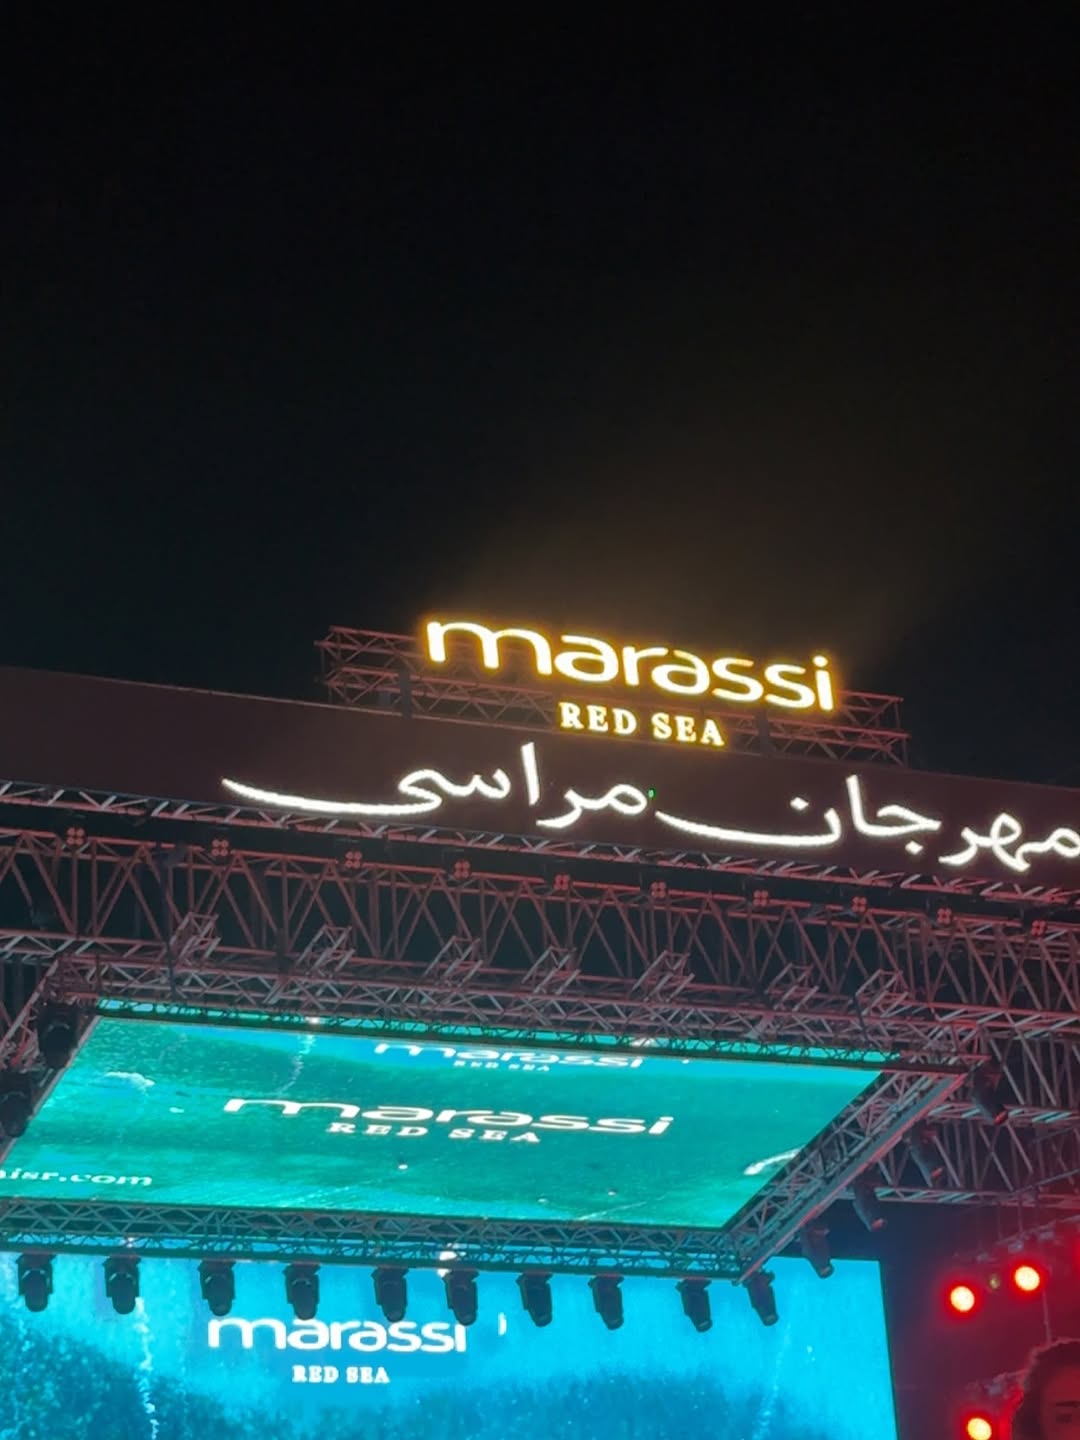 marassi
RED SEA
مهرجان مراسي
marassi
RED SEA
marassi
RED SEA
marassi
RED SEA